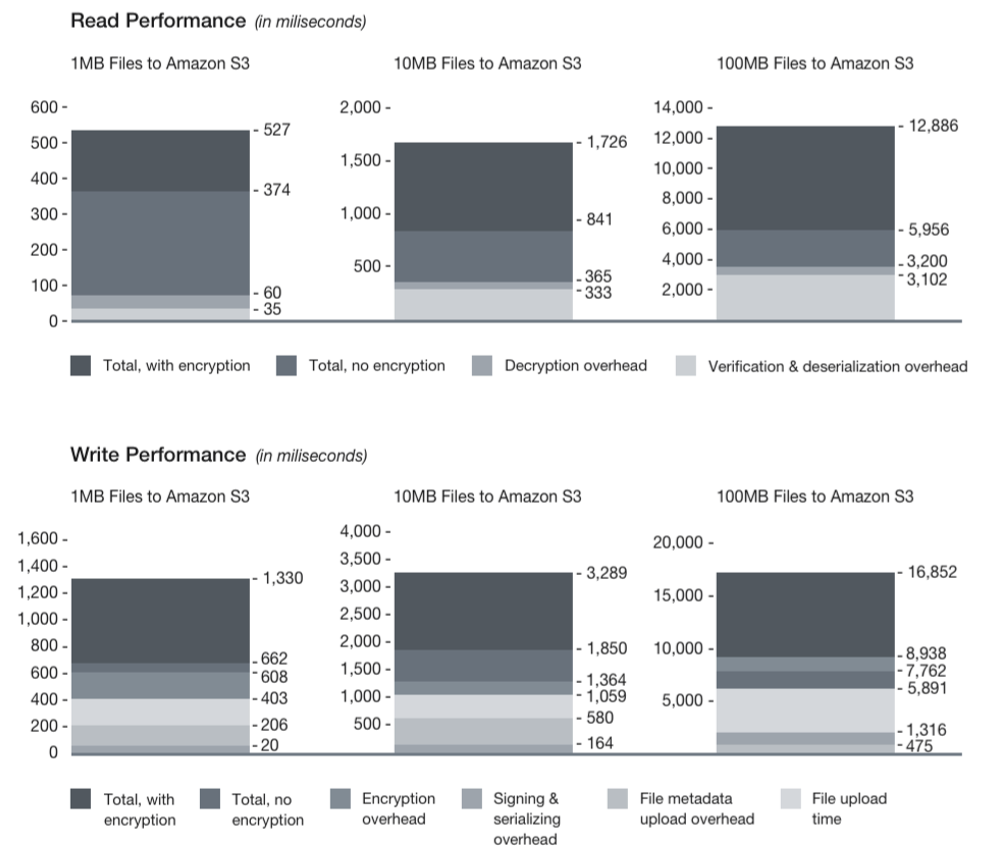 Read Performance (in miliseconds)
1MB Files to Amazon S3
600 -
500 -
400 -
300 -
200 -
100 -
0 -
- 527
- 374
- 60
- 35
10MB Files to Amazon S3
2,000 -
1,500 -
1,000 -
500 -
- 1,726
- 841
- 365
- 333
100MB Files to Amazon S3
14,000 -
12,000 -
10,000 -
8,000 -
6,000 -
4,000 -
2,000 -
- 12,886
- 5,956
- 3,200
- 3,102
Total, with encryption
Total, no encryption
Decryption overhead
Verification & deserialization overhead
Write Performance (in miliseconds)
1MB Files to Amazon S3
1,600 -
1,400 -
1,200 -
1,000 -
800 -
600 -
400 -
200 -
0
- 1,330
- 662
- 608
- 403
- 206
- 20
10MB Files to Amazon S3
4,000 -
3,500 -
3,000 -
2,500 -
2,000 -
1,500 -
1,000 -
500 -
- 3,289
- 1,850
- 1,364
- 1,059
- 580
- 164
100MB Files to Amazon S3
20,000 -
15,000 -
10,000 -
5,000 -
- 16,852
- 8,938
- 7,762
- 5,891
- 1,316
- 475
Total, with
encryption
Total, no
encryption
Encryption
overhead
Signing &
serializing
overhead
File metadata
upload overhead
File upload
time